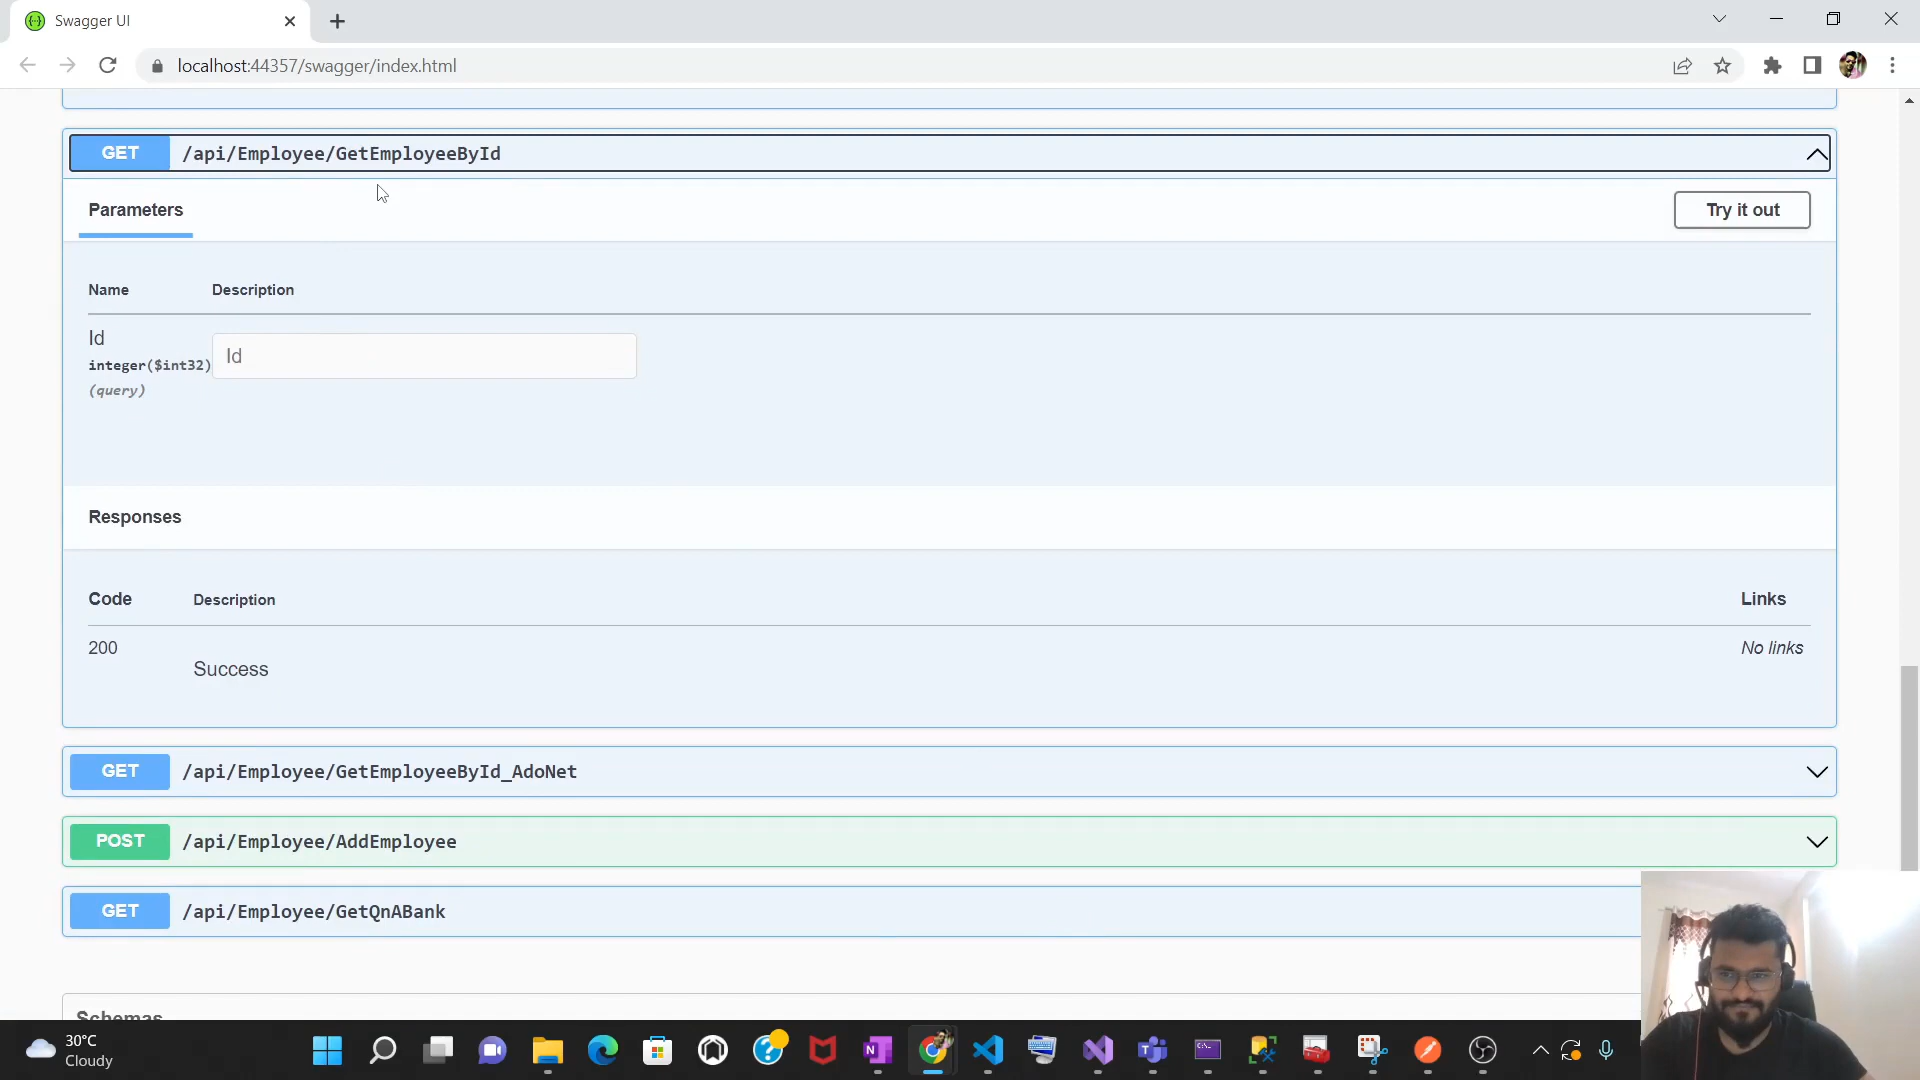 Swagger UI
localhost:44357/swagger/index.html
GET /api/Employee/GetEmployeeById
Parameters
Try it out
Name Description
Id
integer($int32)
(query)
Id
Responses
Code Description Links
200 No links
Success
GET /api/Employee/GetEmployeeById_AdoNet
POST /api/Employee/AddEmployee
GET /api/Employee/GetQnABank
Schemas
30°C
Cloudy